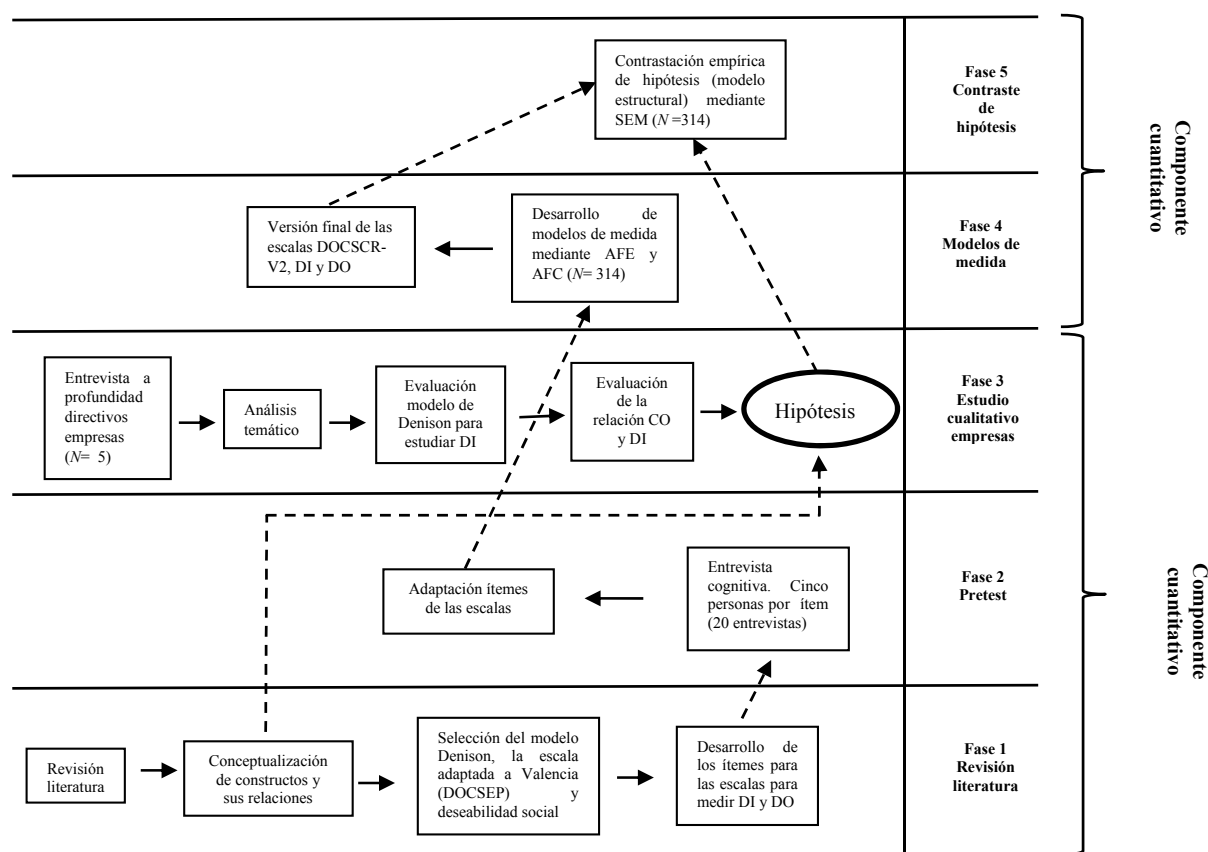 Contrastación empírica
de hipótesis (modelo
estructural) mediante
SEM (N =314)
Fase 5
Contraste
de
hipótesis
Componente
cuantitativo
Versión final de las
escalas DOCSCR-
V2, DI y DO
Desarrollo de
modelos de medida
mediante AFE y
AFC (N= 314)
Fase 4
Modelos de
medida
Entrevista a
profundidad
directivos
empresas
(N= 5)
Análisis
temático
Evaluación
modelo de
Denison para
estudiar DI
Evaluación
de la
relación CO
y DI
Hipótesis
Fase 3
Estudio
cualitativo
empresas
Adaptación ítemes
de las escalas
Entrevista
cognitiva. Cinco
personas por ítem
(20 entrevistas)
Fase 2
Pretest
Componente
cuantitativo
Revisión
literatura
Conceptualización
de constructos y
sus relaciones
Selección del modelo
Denison, la escala
adaptada a Valencia
(DOCSEP) y
deseabilidad social
Desarrollo de
los ítemes para
las escalas para
medir DI y DO
Fase 1
Revisión
literatura